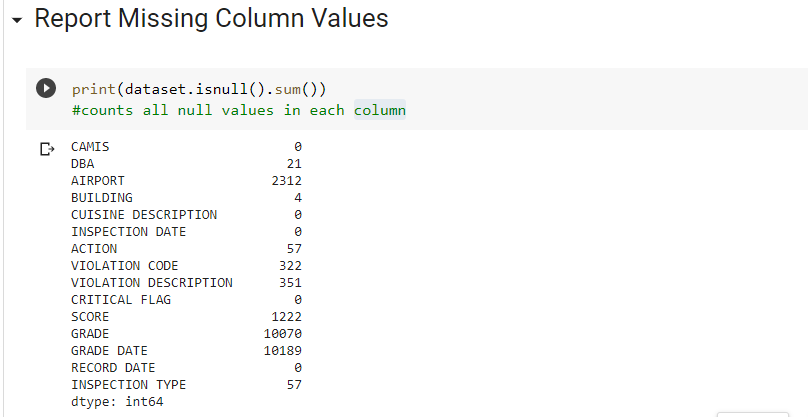 Report Missing Column Values
print(dataset.isnull().sum())
#counts all null values in each column
CAMIS 0
DBA 21
AIRPORT 2312
BUILDING 4
CUISINE DESCRIPTION 0
INSPECTION DATE 0
ACTION 57
VIOLATION CODE 322
VIOLATION DESCRIPTION 351
CRITICAL FLAG 0
SCORE 1222
GRADE 10070
GRADE DATE 10189
RECORD DATE 0
INSPECTION TYPE 57
dtype: int64